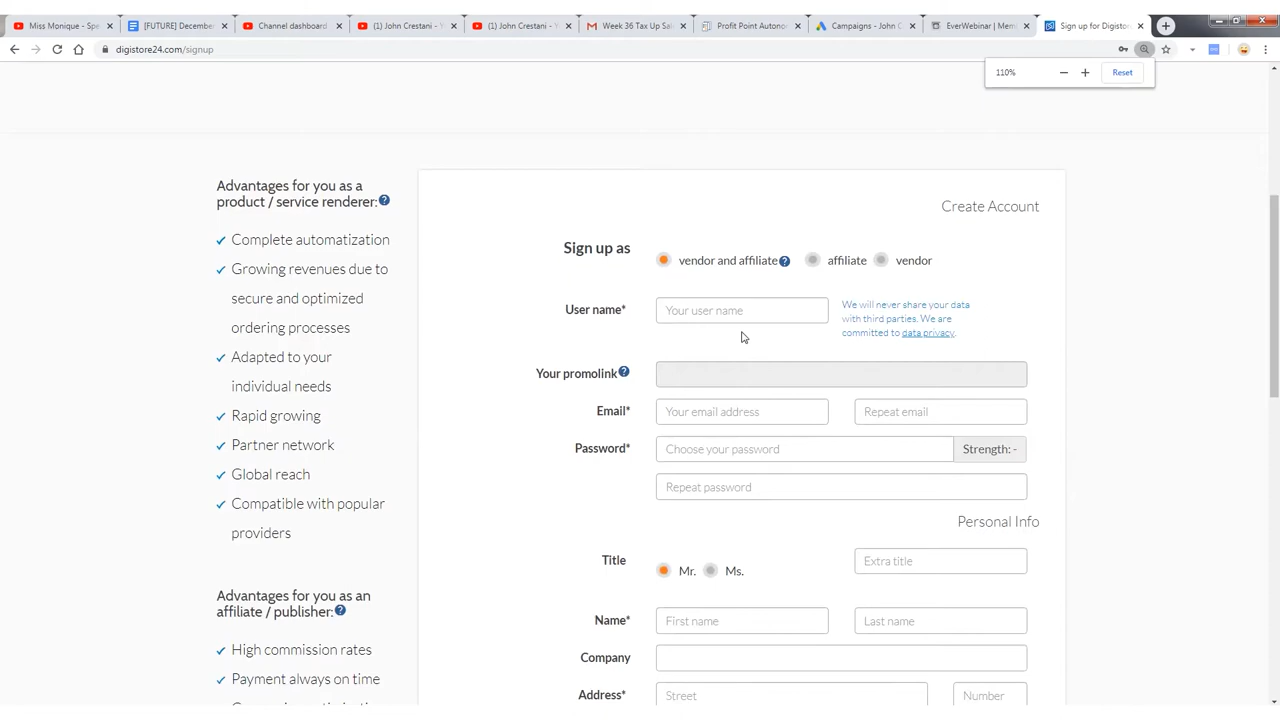 Miss Monique - Spe
[FUTURE] December
Channel dashboard
(1) John Crestani - Y
(1) John Crestani - Y
Week 36 Tax Up Sal
Profit Point Autono
Campaigns - John C
EverWebinar | Mem
Sign up for Digistore
digistore24.com/signup
110%
Reset
Advantages for you as a
product / service renderer:
Complete automatization
Growing revenues due to
secure and optimized
ordering processes
Adapted to your
individual needs
Rapid growing
Partner network
Global reach
Compatible with popular
providers
Advantages for you as an
affiliate / publisher:
High commission rates
Payment always on time
Create Account
Sign up as
vendor and affiliate
affiliate
vendor
User name*
Your user name
We will never share your data
with third parties. We are
committed to data privacy.
Your promolink
Email*
Your email address
Repeat email
Password*
Choose your password
Strength: -
Repeat password
Personal Info
Title
Mr.
Ms.
Extra title
Name*
First name
Last name
Company
Address*
Street
Number